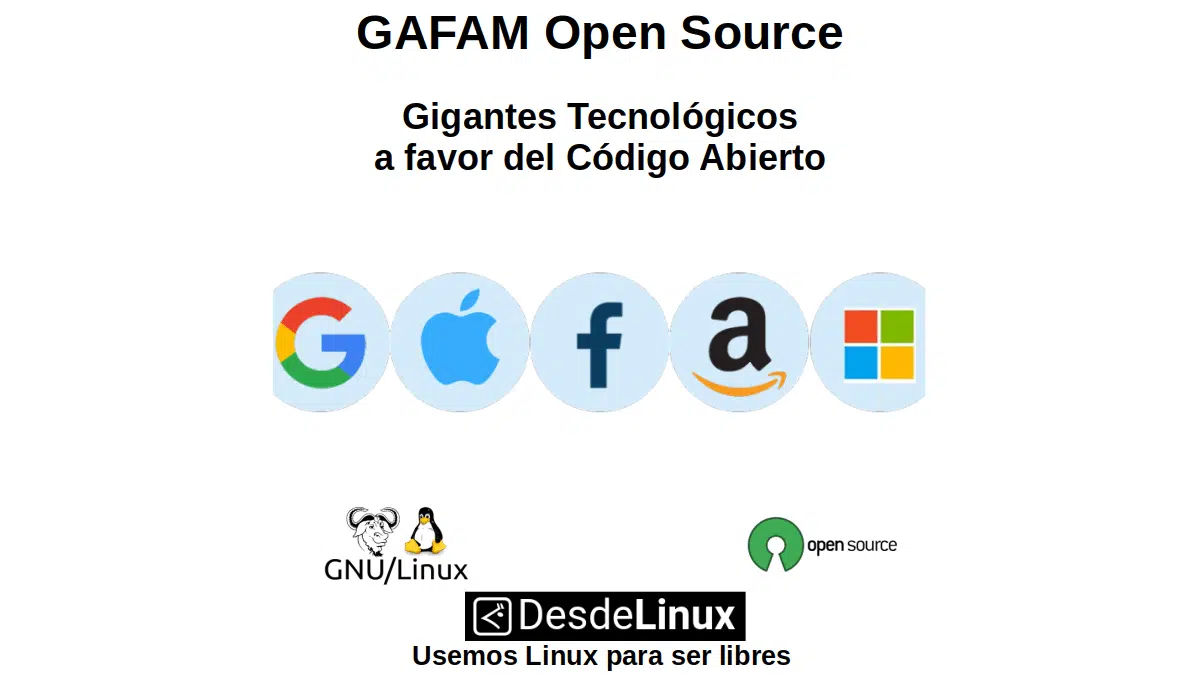 GAFAM Open Source
Gigantes Tecnológicos
a favor del Código Abierto
GNU/Linux
open source
DesdeLinux
Usemos Linux para ser libres